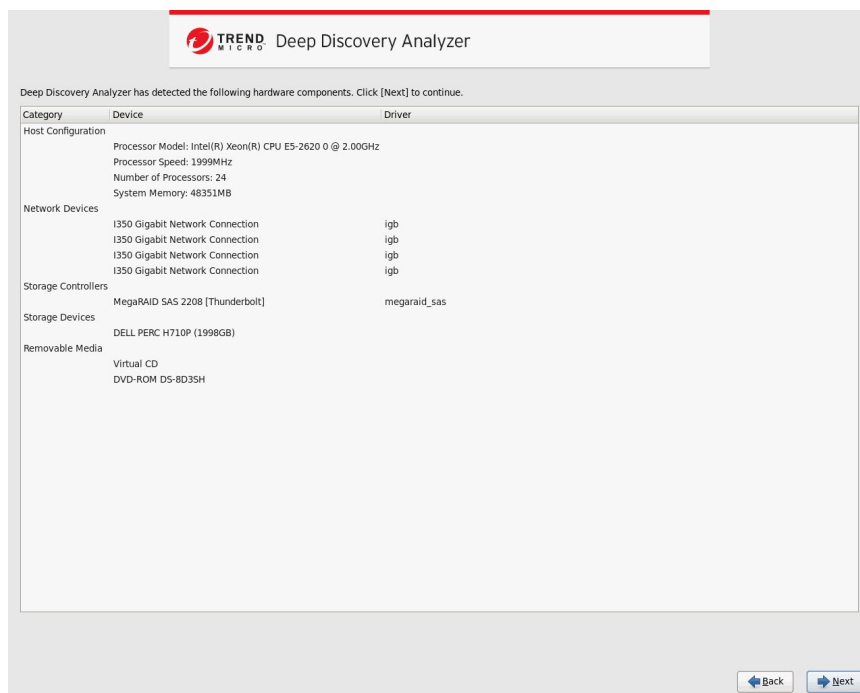 TREND MICRO Deep Discovery Analyzer
Deep Discovery Analyzer has detected the following hardware components. Click [Next] to continue.
Category Device Driver
Host Configuration
Processor Model: Intel(R) Xeon(R) CPU E5-2620 0 @ 2.00GHz
Processor Speed: 1999MHz
Number of Processors: 24
System Memory: 48351MB
Network Devices
I350 Gigabit Network Connection igb
I350 Gigabit Network Connection igb
I350 Gigabit Network Connection igb
I350 Gigabit Network Connection igb
Storage Controllers
MegaRAID SAS 2208 [Thunderbolt] megaraid_sas
Storage Devices
DELL PERC H710P (1998GB)
Removable Media
Virtual CD
DVD-ROM DS-8D3SH
Back Next